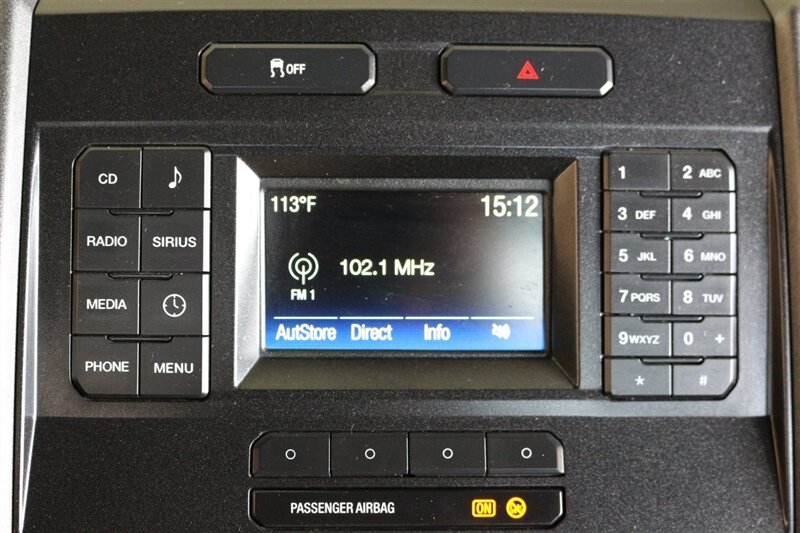 OFF
113°F 15:12
102.1 MHz
FM 1
AutStore Direct Info
CD
RADIO SIRIUS
MEDIA
PHONE MENU
1 2 ABC
3 DEF 4 GHI
5 JKL 6 MNO
7 PQRS 8 TUV
9 WXYZ 0 +
* #
PASSENGER AIRBAG ON